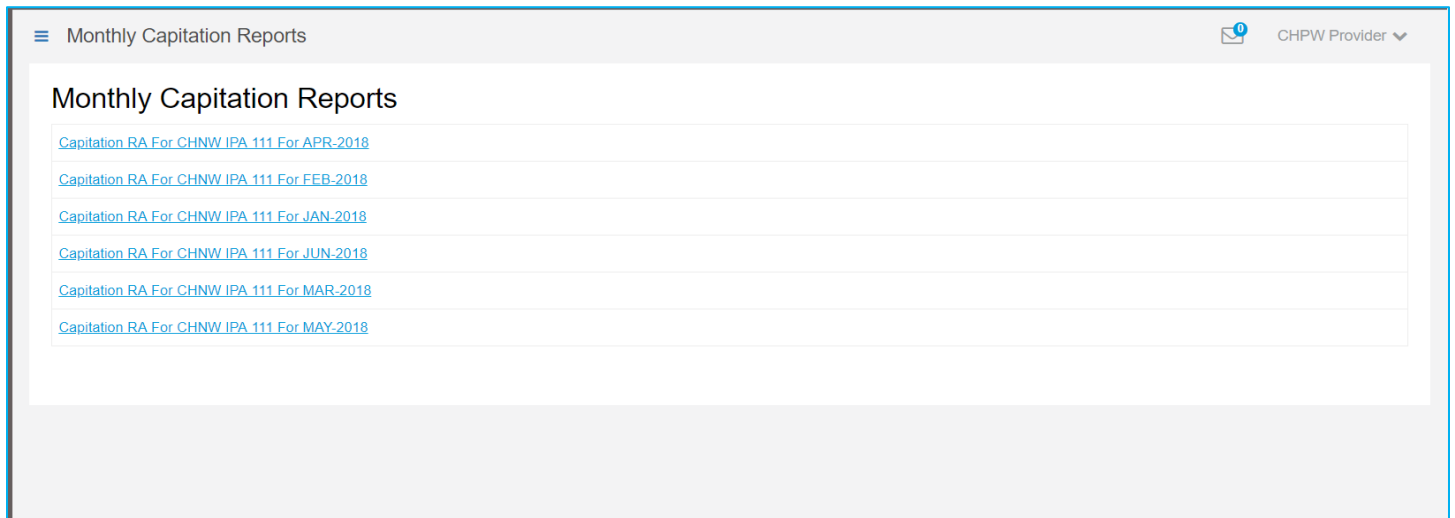 Monthly Capitation Reports
0
CHPW Provider
Monthly Capitation Reports
Capitation RA For CHNW IPA 111 For APR-2018
Capitation RA For CHNW IPA 111 For FEB-2018
Capitation RA For CHNW IPA 111 For JAN-2018
Capitation RA For CHNW IPA 111 For JUN-2018
Capitation RA For CHNW IPA 111 For MAR-2018
Capitation RA For CHNW IPA 111 For MAY-2018